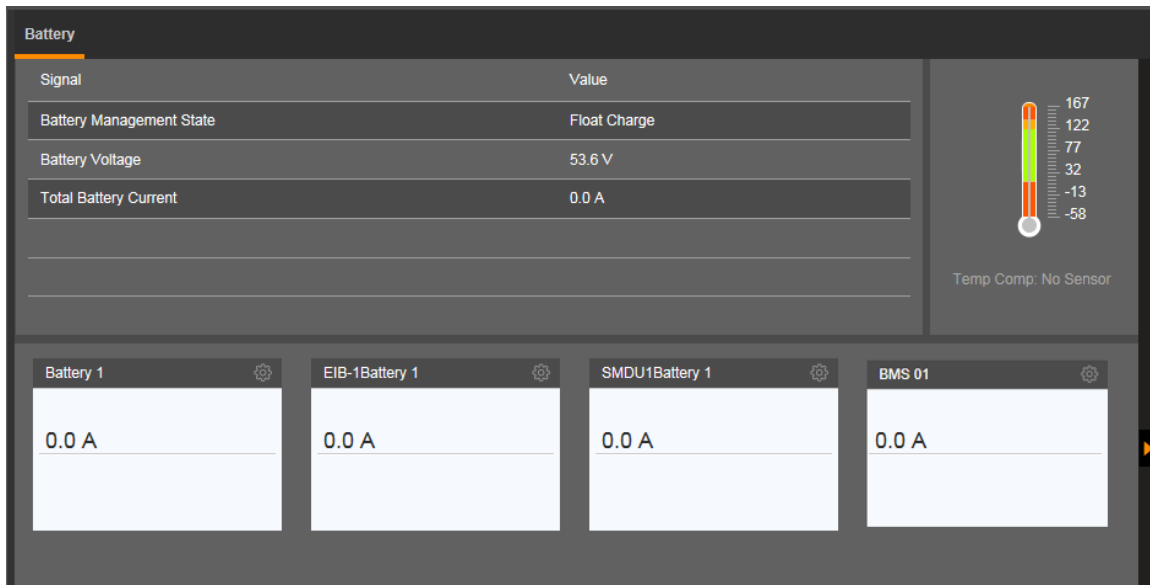 Battery
Signal Value
Battery Management State Float Charge
Battery Voltage 53.6 V
Total Battery Current 0.0 A
167
122
77
32
-13
-58
Temp Comp: No Sensor
Battery 1 EIB-1Battery 1 SMDU1Battery 1 BMS 01
0.0 A 0.0 A 0.0 A 0.0 A